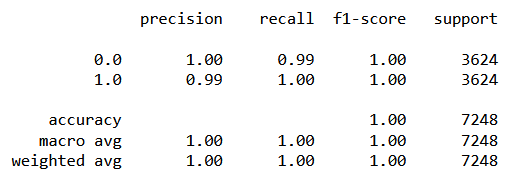 precision recall f1-score support
0.0 1.00 0.99 1.00 3624
1.0 0.99 1.00 1.00 3624
accuracy 1.00 7248
macro avg 1.00 1.00 1.00 7248
weighted avg 1.00 1.00 1.00 7248